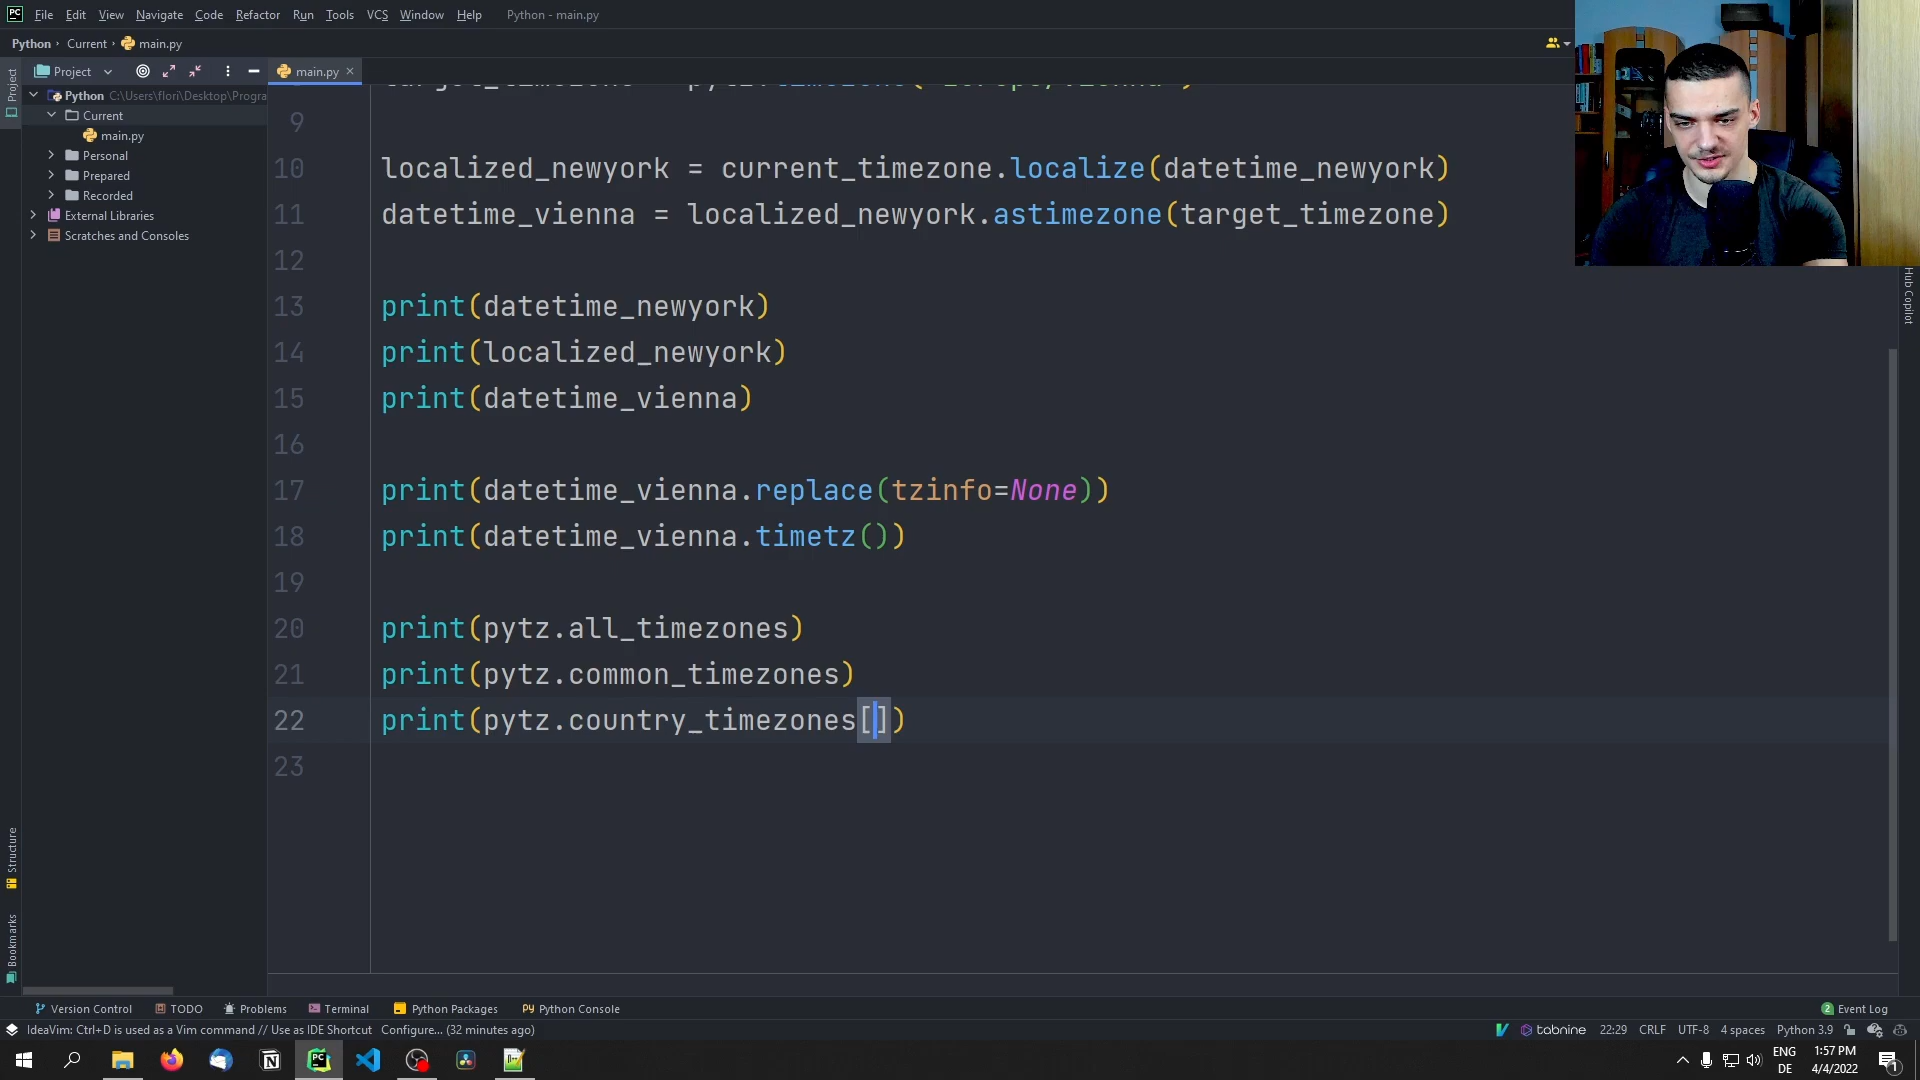 PC File Edit View Navigate Code Refactor Run Tools VCS Window Help Python - main.py
Python Current main.py
Project main.py
Project
Python C:\Users\flori\Desktop\Progra
Current
main.py
Personal
Prepared
Recorded
External Libraries
Scratches and Consoles
9
10 localized_newyork = current_timezone.localize(datetime_newyork)
11 datetime_vienna = localized_newyork.astimezone(target_timezone)
12
13 print(datetime_newyork)
14 print(localized_newyork)
15 print(datetime_vienna)
16
17 print(datetime_vienna.replace(tzinfo=None))
18 print(datetime_vienna.timetz())
19
20 print(pytz.all_timezones)
21 print(pytz.common_timezones)
22 print(pytz.country_timezones[])
23
Hub Copilot
Structure
Bookmarks
Version Control TODO Problems Terminal Python Packages Python Console 2 Event Log
IdeaVim: Ctrl+D is used as a Vim command // Use as IDE Shortcut Configure... (32 minutes ago) tabnine 22:29 CRLF UTF-8 4 spaces Python 3.9
ENG 1:57 PM
DE 4/4/2022 1